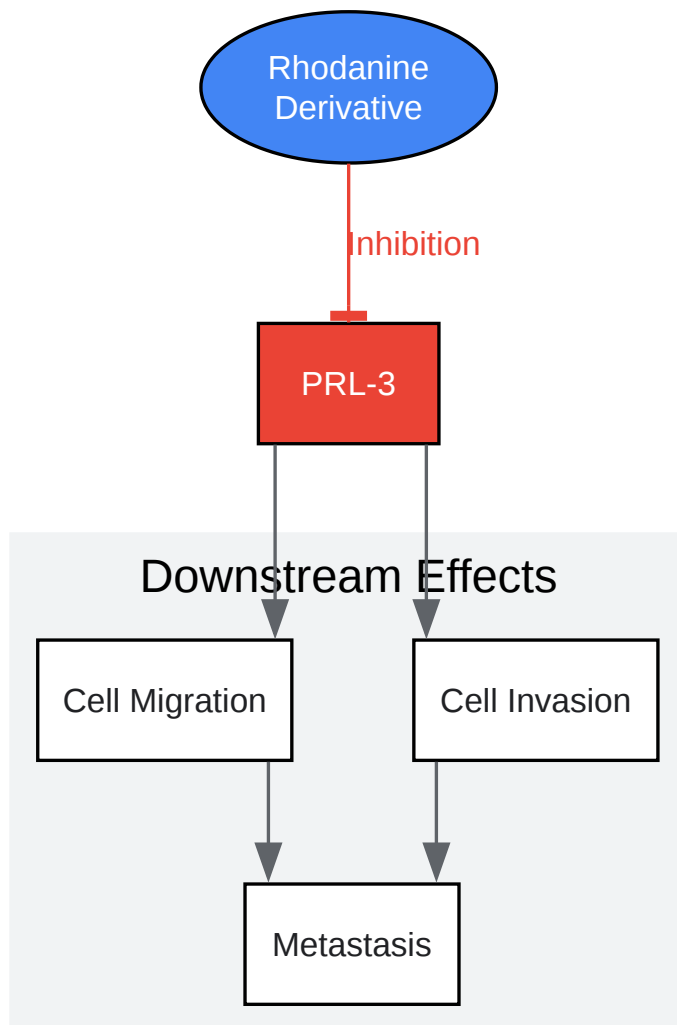 Rhodanine
Derivative
Inhibition
PRL-3
Downstream Effects
Cell Migration
Cell Invasion
Metastasis